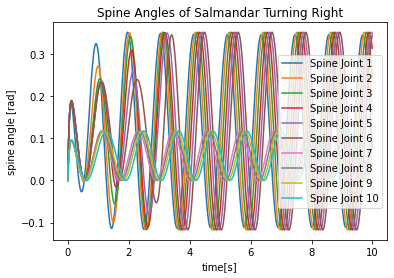 Spine Angles of Salmandar Turning Right
spine angle [rad]
0.3
0.2
0.1
0.0
−0.1
0
2
4
6
8
10
time[s]
Spine Joint 1
Spine Joint 2
Spine Joint 3
Spine Joint 4
Spine Joint 5
Spine Joint 6
Spine Joint 7
Spine Joint 8
Spine Joint 9
Spine Joint 10